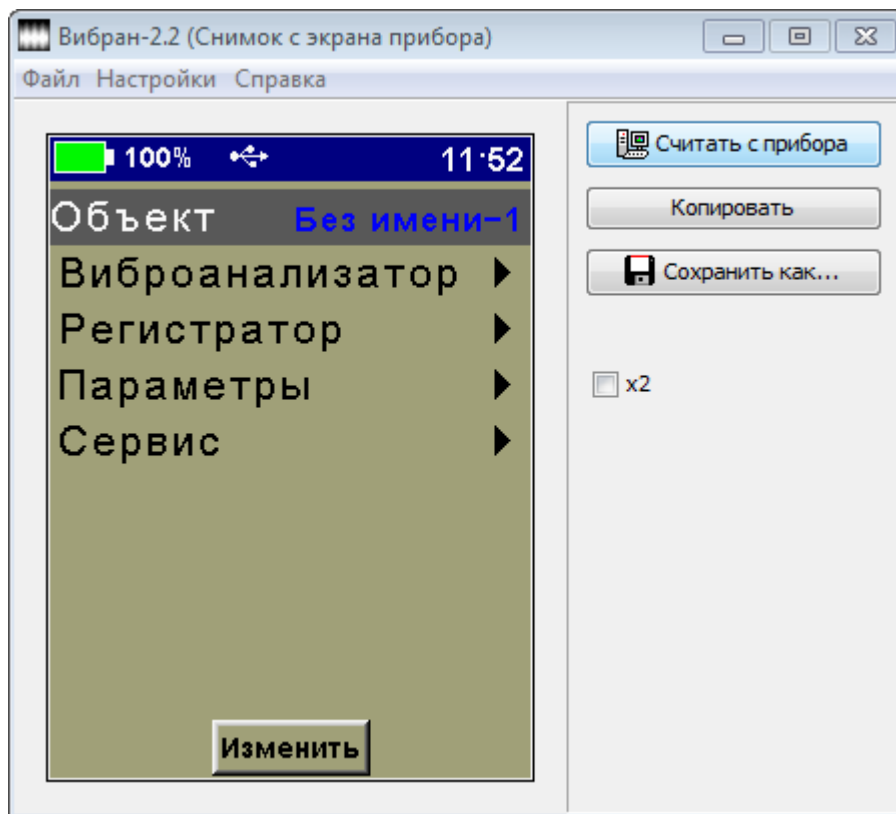 Вибран-2.2 (Снимок с экрана прибора)
Файл Настройки Справка
100% 11:52
Объект Без имени-1
Виброанализатор
Регистратор
Параметры
Сервис
Изменить
Считать с прибора
Копировать
Сохранить как...
x2